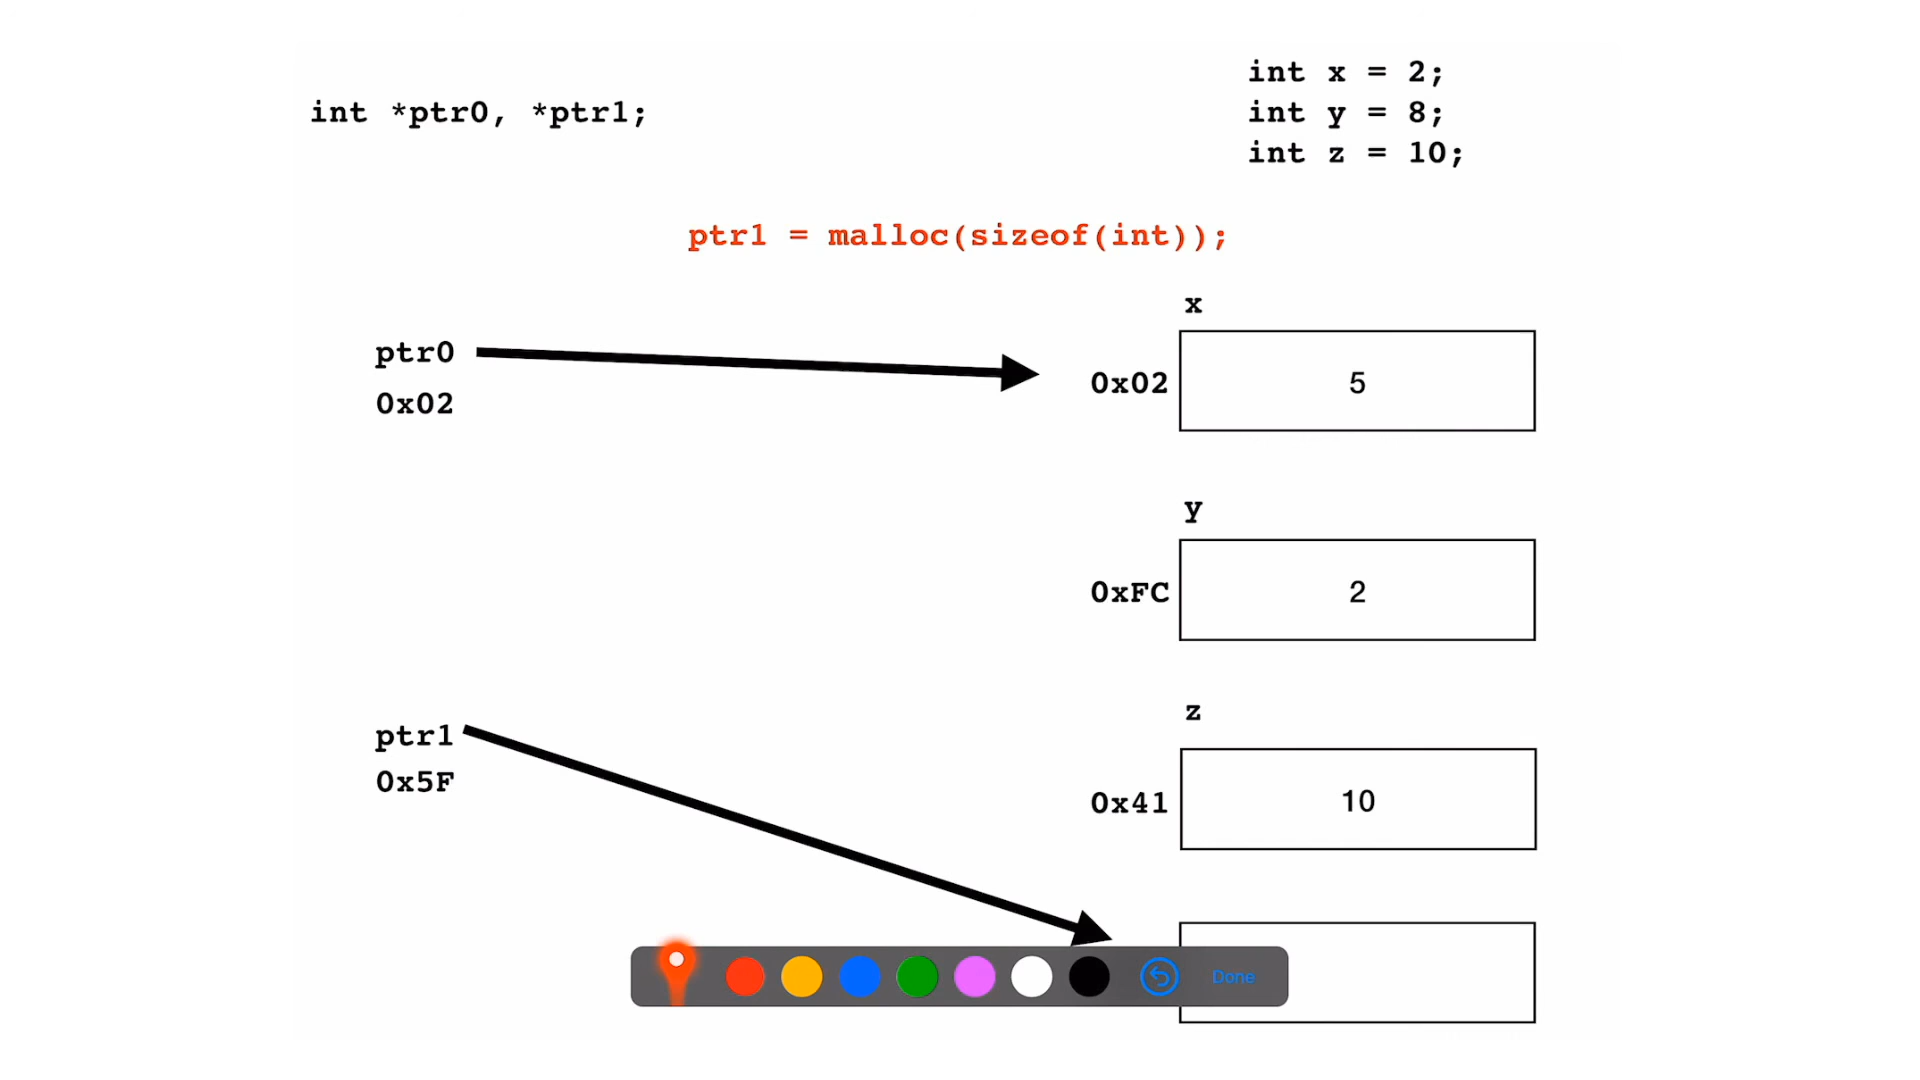 int *ptr0, *ptr1;
int x = 2;
int y = 8;
int z = 10;
ptr1 = malloc(sizeof(int));
x
ptr0
0x02
0x02
5
y
0xFC
2
z
ptr1
0x5F
0x41
10
Done